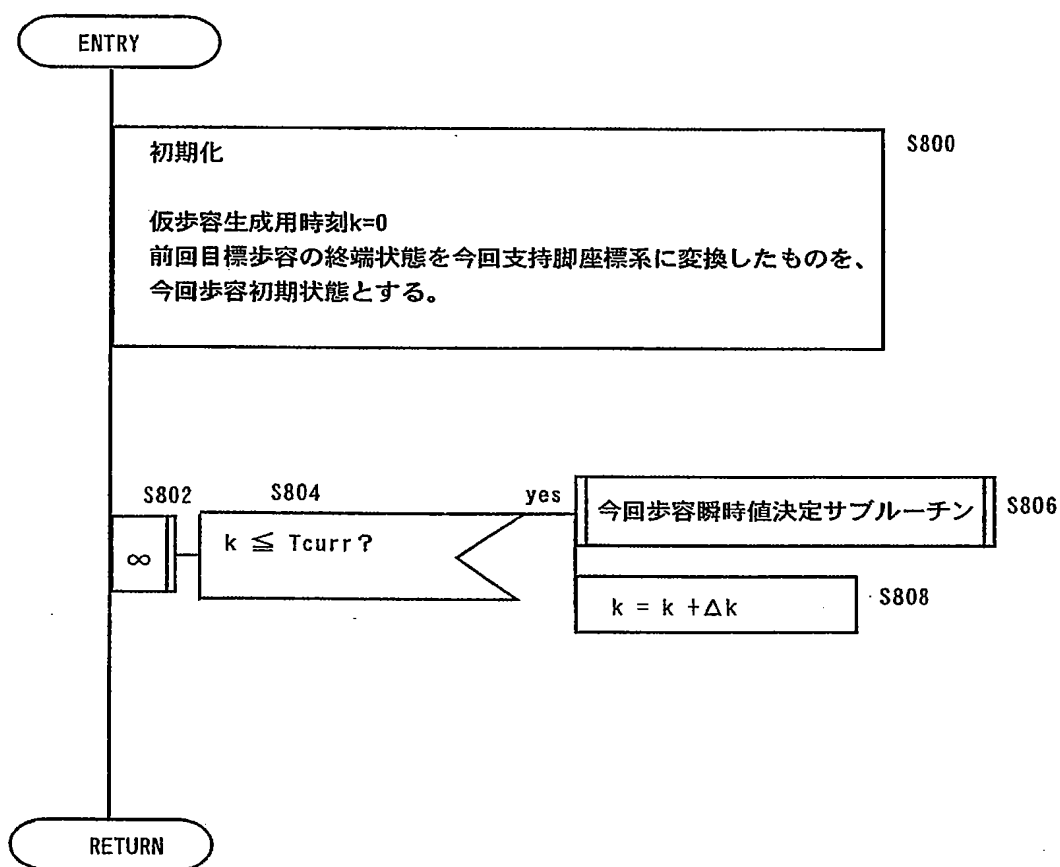 ENTRY
S800
初期化
仮歩容生成用時刻k=0
前回目標歩容の終端状態を今回支持脚座標系に変換したものを、
今回歩容初期状態とする。
S802
S804
yes
∞
k ≦ Tcurr?
今回歩容瞬時値決定サブルーチン
S806
k = k +Δk
S808
RETURN